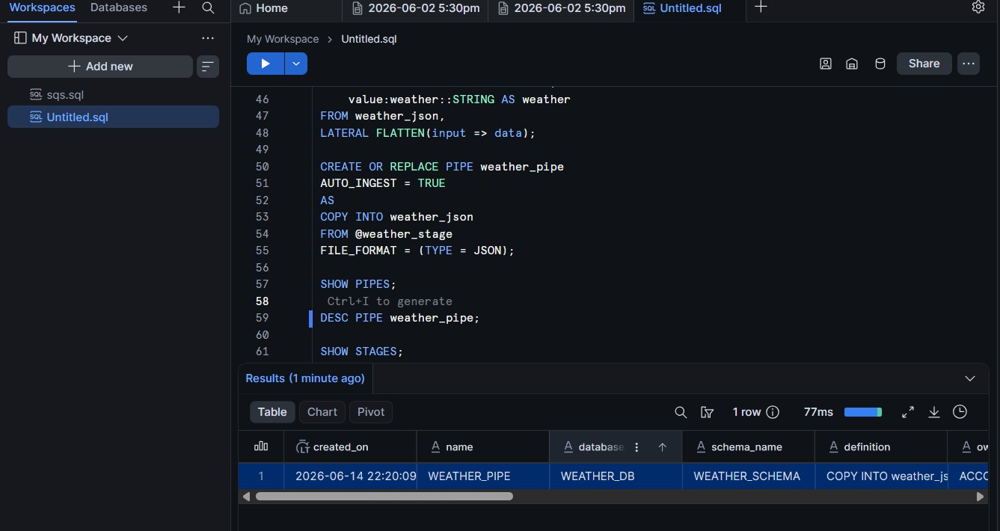 Workspaces Databases
Home 2026-06-02 5:30pm 2026-06-02 5:30pm SQL Untitled.sql
My Workspace
Add new
SQL sqs.sql
SQL Untitled.sql
My Workspace > Untitled.sql
Share
46 value:weather::STRING AS weather
47 FROM weather_json,
48 LATERAL FLATTEN(input => data);
49
50 CREATE OR REPLACE PIPE weather_pipe
51 AUTO_INGEST = TRUE
52 AS
53 COPY INTO weather_json
54 FROM @weather_stage
55 FILE_FORMAT = (TYPE = JSON);
56
57 SHOW PIPES;
58 Ctrl+I to generate
59 DESC PIPE weather_pipe;
60
61 SHOW STAGES;
Results (1 minute ago)
Table Chart Pivot 1 row 77ms
created_on A name A database A schema_name A definition A ow
1 2026-06-14 22:20:09 WEATHER_PIPE WEATHER_DB WEATHER_SCHEMA COPY INTO weather_js ACCO